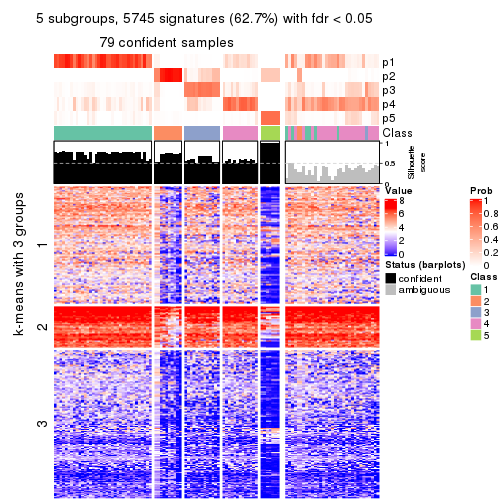 5 subgroups, 5745 signatures (62.7%) with fdr < 0.05
79 confident samples
p1
p2
p3
p4
p5
Class
1
0.5
0
Silhouette
score
k-means with 3 groups
1
2
3
Value
8
6
4
2
0
Status (barplots)
confident
ambiguous
Prob
1
0.8
0.6
0.4
0.2
0
Class
1
2
3
4
5